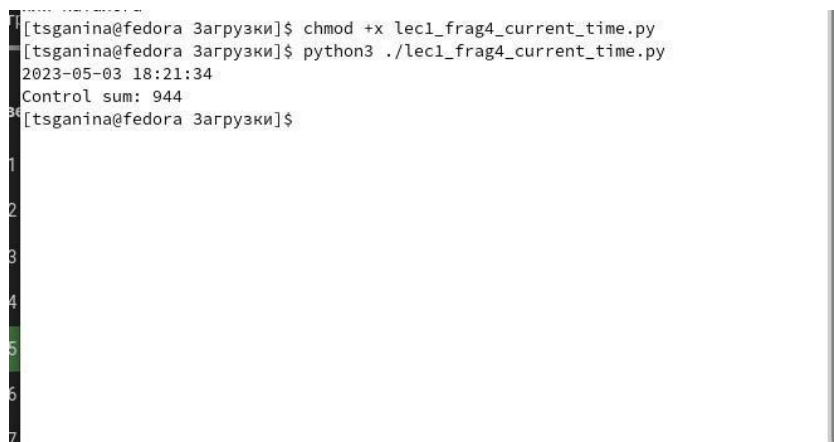 [tsganina@fedora Загрузки]$ chmod +x lec1_frag4_current_time.py
[tsganina@fedora Загрузки]$ python3 ./lec1_frag4_current_time.py
2023-05-03 18:21:34
Control sum: 944
[tsganina@fedora Загрузки]$
1
2
3
4
5
6
7